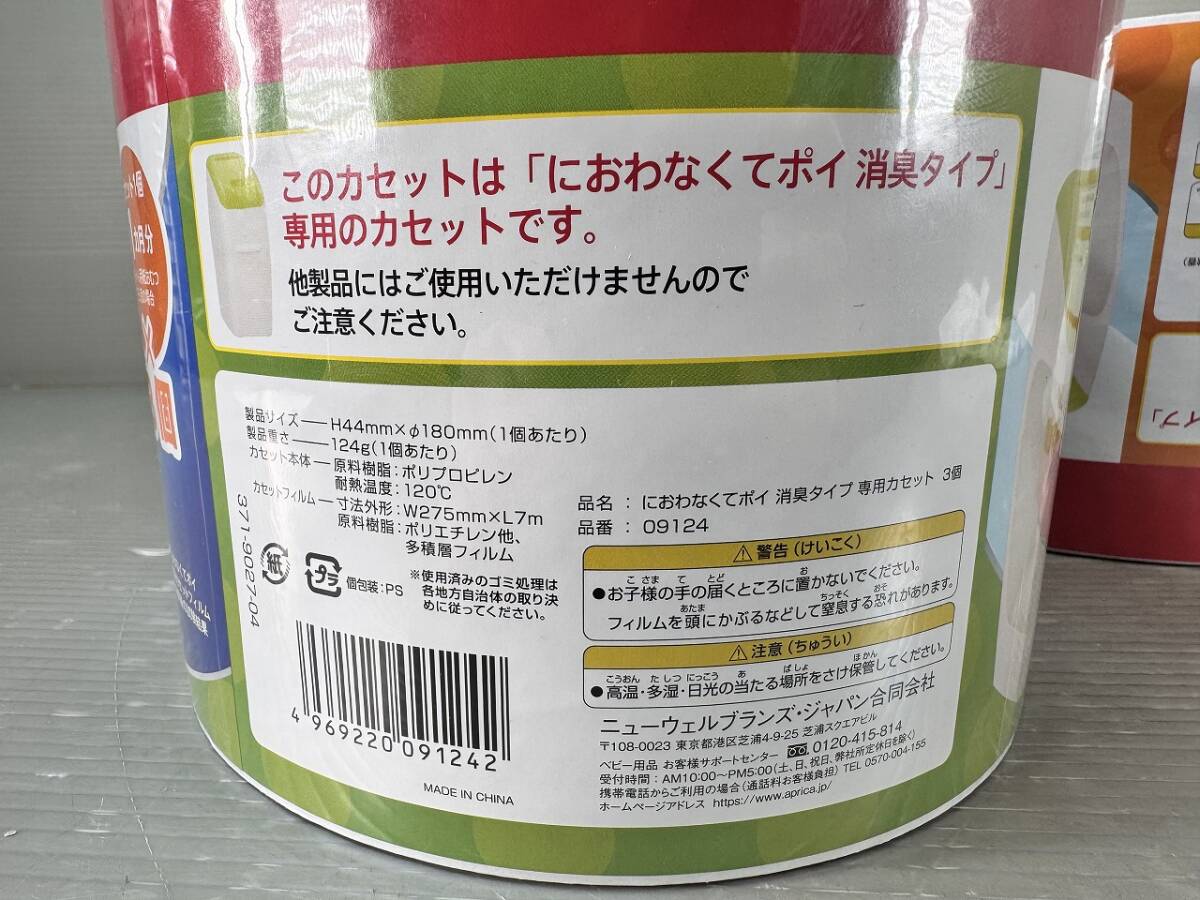 このカセットは「におわなくてポイ 消臭タイプ」
専用のカセットです。
他製品にはご使用いただけませんので
ご注意ください。
製品サイズ―H44mm×φ180mm(1個あたり)
製品重さ―124g(1個あたり)
カセット本体―原料樹脂:ポリプロピレン
耐熱温度:120℃
カセットフィルム―寸法外形:W275mm×L7m
原料樹脂:ポリエチレン他、
多積層フィルム
371-9027-04
紙
プラ
個包装:PS
※使用済みのゴミ処理は
各地方自治体の取り決
めに従ってください。
4 969220 091242
MADE IN CHINA
品名:におわなくてポイ 消臭タイプ 専用カセット 3個
品番:09124
⚠警告(けいこく)
●お子様の手の届くところに置かないでください。
フィルムを頭にかぶるなどして窒息する恐れがあります。
⚠注意(ちゅうい)
●高温・多湿・日光の当たる場所をさけ保管してください。
ニューウェルブランズ・ジャパン合同会社
〒108-0023 東京都港区芝浦4-9-25 芝浦スクエアビル
ベビー用品 お客様サポートセンター 0120-415-814
受付時間:AM10:00〜PM5:00(土、日、祝日、弊社所定休日を除く)
携帯電話からご利用の場合(通話料お客様負担) TEL 0570-004-155
ホームページアドレス https://www.aprica.jp/
カ月分
個